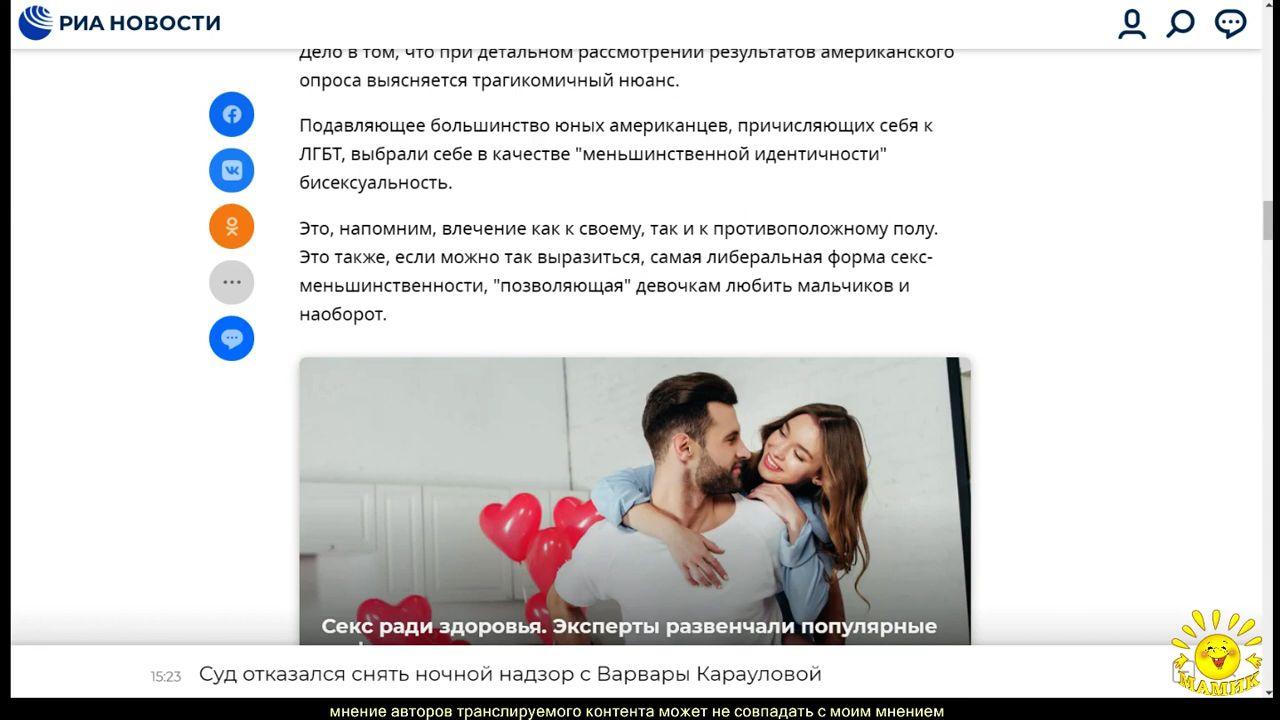 РИА НОВОСТИ
Дело в том, что при детальном рассмотрении результатов американского
опроса выясняется трагикомичный нюанс.
Подавляющее большинство юных американцев, причисляющих себя к
ЛГБТ, выбрали себе в качестве "меньшинственной идентичности"
бисексуальность.
Это, напомним, влечение как к своему, так и к противоположному полу.
Это также, если можно так выразиться, самая либеральная форма секс-
меньшинственности, "позволяющая" девочкам любить мальчиков и
наоборот.
Секс ради здоровья. Эксперты развенчали популярные
15:23 Суд отказался снять ночной надзор с Варвары Карауловой
МАМИК
мнение авторов транслируемого контента может не совпадать с моим мнением